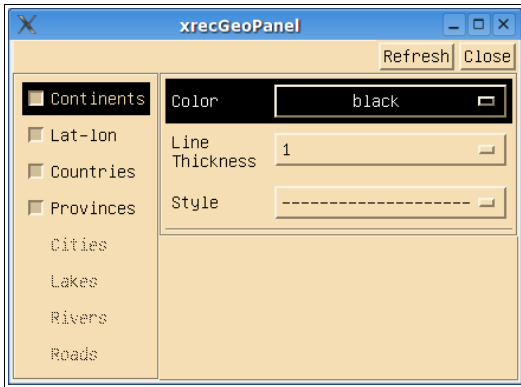 xrecGeoPanel
Refresh Close
Continents
Lat-lon
Countries
Provinces
Cities
Lakes
Rivers
Roads
Color black
Line
Thickness 1
Style --------------------